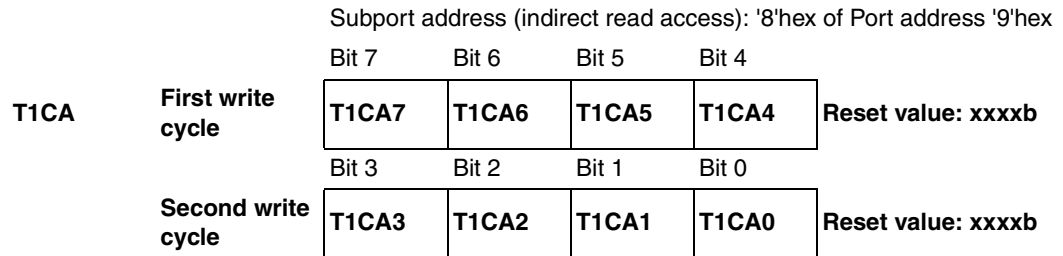 Subport address (indirect read access): '8'hex of Port address '9'hex
Bit 7 Bit 6 Bit 5 Bit 4
T1CA First write cycle T1CA7 T1CA6 T1CA5 T1CA4 Reset value: xxxxb
Bit 3 Bit 2 Bit 1 Bit 0
Second write cycle T1CA3 T1CA2 T1CA1 T1CA0 Reset value: xxxxb